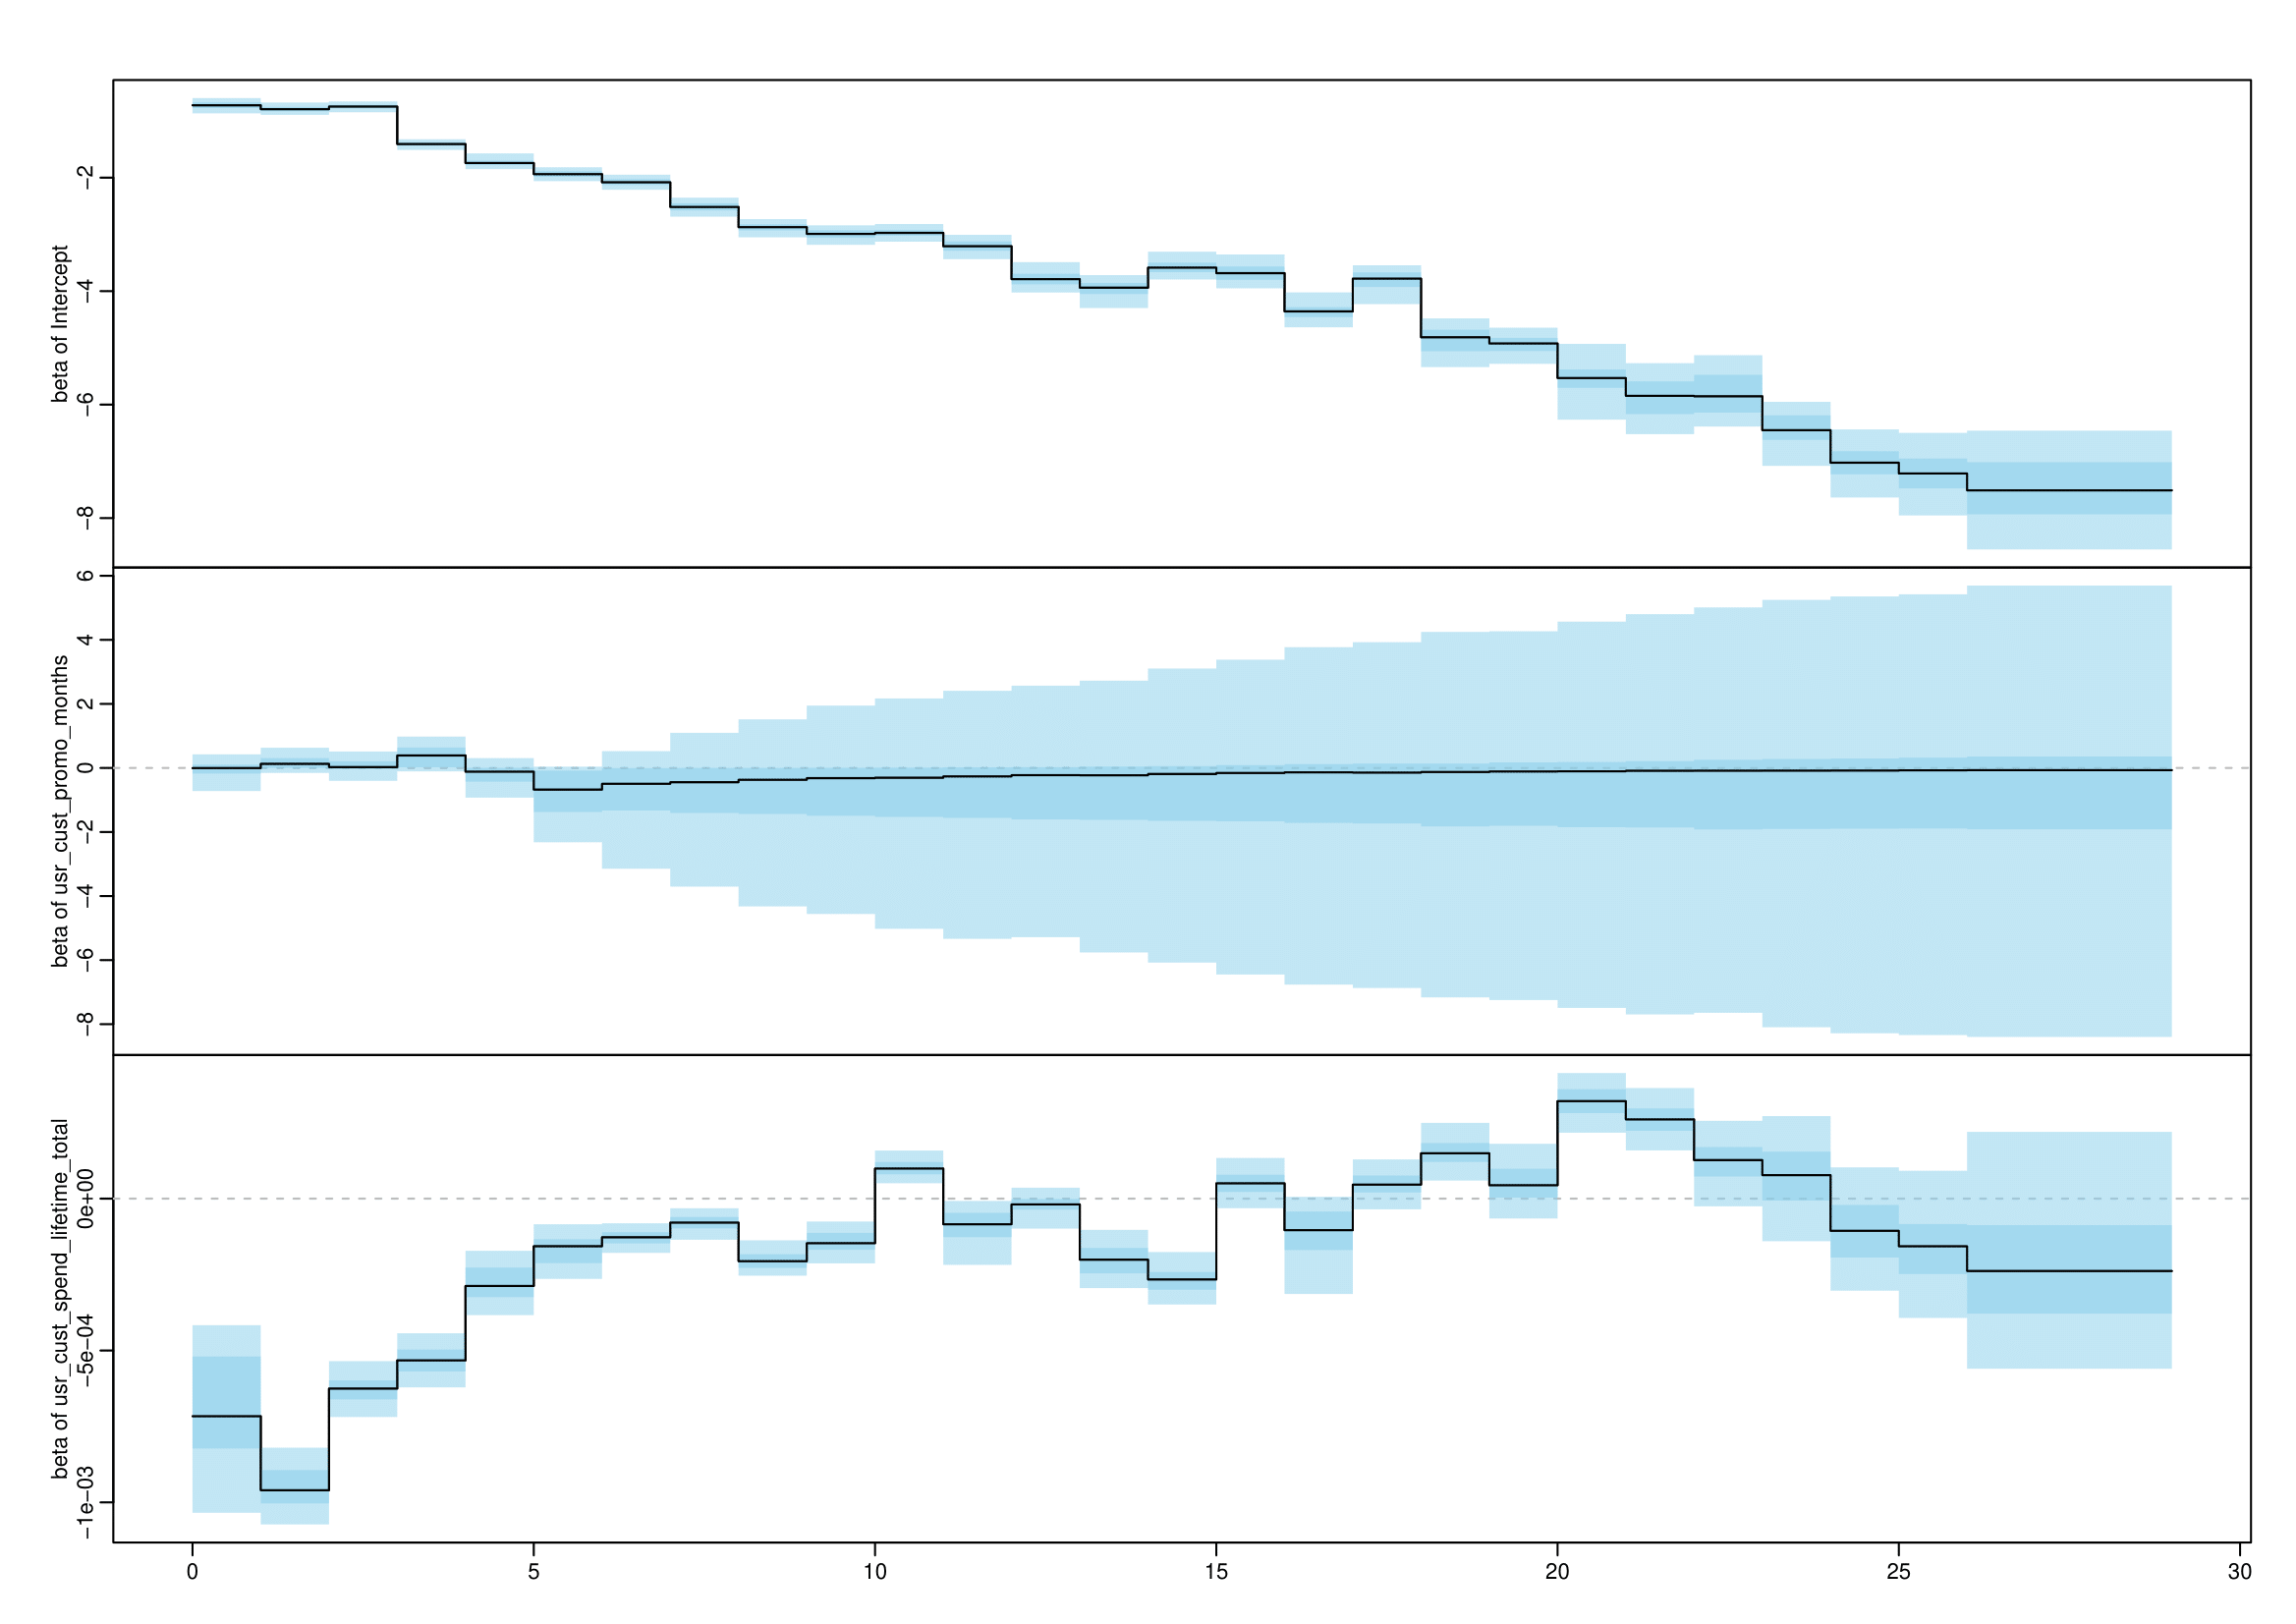 beta of Intercept
−2
−4
−6
−8
beta of usr_cust_promo_months
6
4
2
0
−2
−4
−6
−8
beta of usr_cust_spend_lifetime_total
0e+00
−5e−04
−1e−03
0 5 10 15 20 25 30